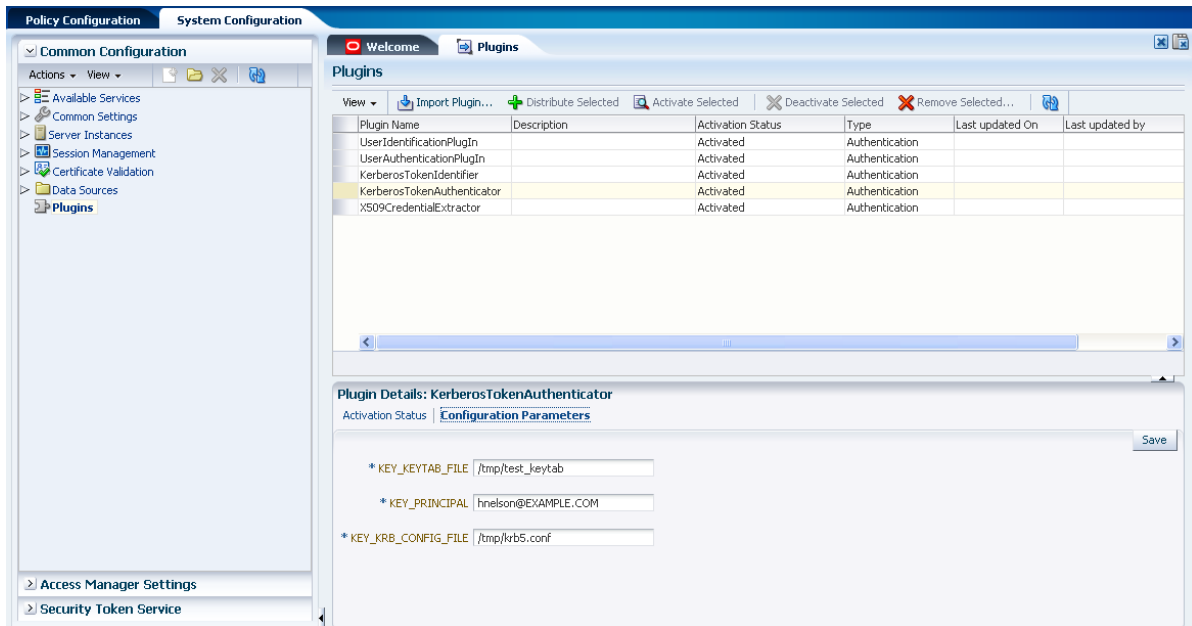 Policy Configuration System Configuration
Common Configuration
Actions View
Available Services
Common Settings
Server Instances
Session Management
Certificate Validation
Data Sources
Plugins
Access Manager Settings
Security Token Service
Welcome Plugins
Plugins
View Import Plugin... Distribute Selected Activate Selected Deactivate Selected Remove Selected...
Plugin Name Description Activation Status Type Last updated On Last updated by
UserIdentificationPlugIn Activated Authentication
UserAuthenticationPlugIn Activated Authentication
KerberosTokenIdentifier Activated Authentication
KerberosTokenAuthenticator Activated Authentication
X509CredentialExtractor Activated Authentication
Plugin Details: KerberosTokenAuthenticator
Activation Status Configuration Parameters
Save
* KEY_KEYTAB_FILE /tmp/test_keytab
* KEY_PRINCIPAL hnelson@EXAMPLE.COM
* KEY_KRB_CONFIG_FILE /tmp/krb5.conf